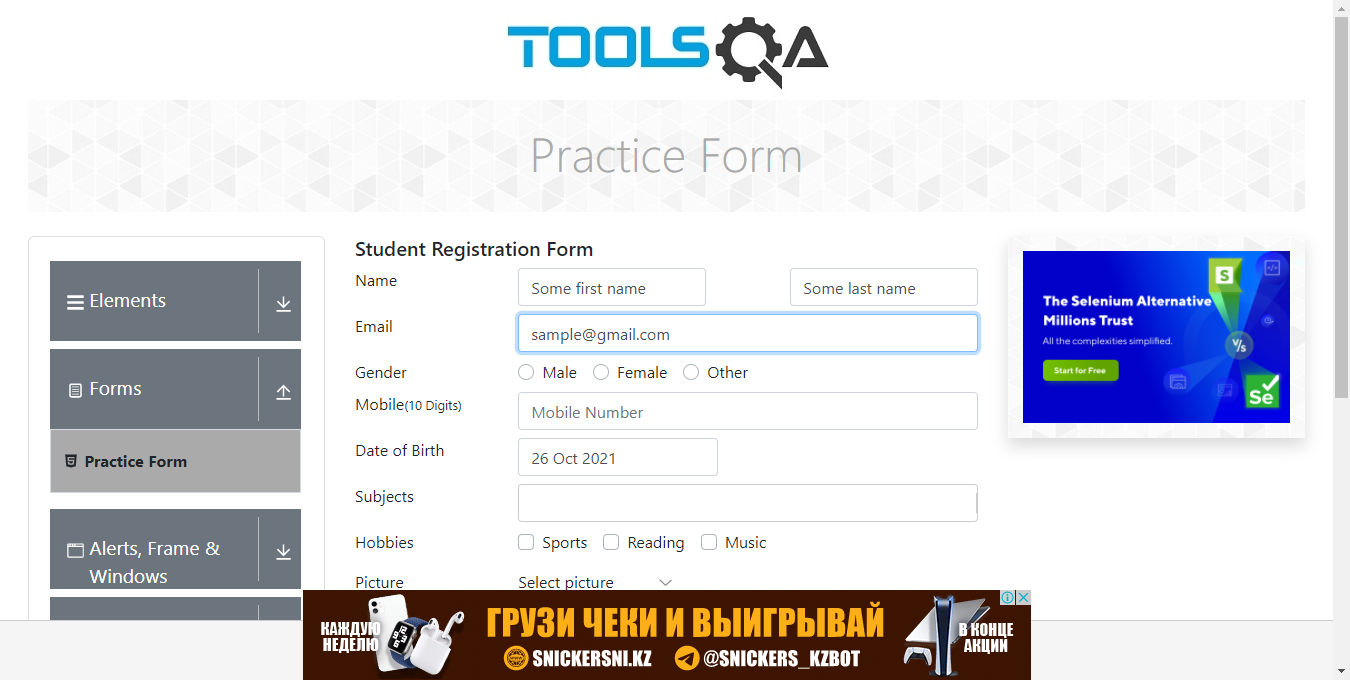 TOOLSQA
Practice Form
Elements
Forms
Practice Form
Alerts, Frame &
Windows
Student Registration Form
Name
Some first name
Some last name
Email
sample@gmail.com
Gender
Male
Female
Other
Mobile(10 Digits)
Mobile Number
Date of Birth
26 Oct 2021
Subjects
Hobbies
Sports
Reading
Music
Picture
Select picture
The Selenium Alternative
Millions Trust
All the complexities simplified.
Start for Free
S
V/s
Se
КАЖДУЮ
НЕДЕЛЮ
ГРУЗИ ЧЕКИ И ВЫИГРЫВАЙ
SNICKERSNI.KZ
@SNICKERS_KZBOT
В КОНЦЕ
АКЦИИ